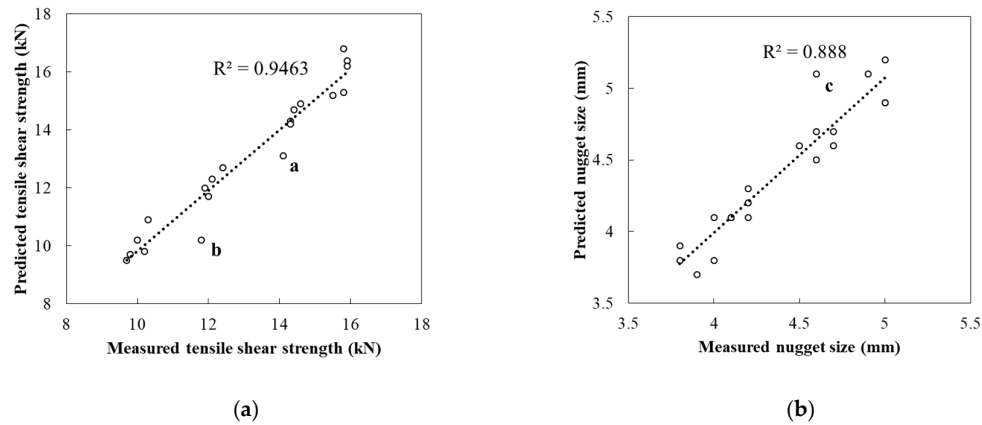 Predicted tensile shear strength (kN)
18
16
14
12
10
8
R² = 0.9463
a
b
8 10 12 14 16 18
Measured tensile shear strength (kN)
(a)
Predicted nugget size (mm)
5.5
5
4.5
4
3.5
R² = 0.888
c
3.5 4 4.5 5 5.5
Measured nugget size (mm)
(b)